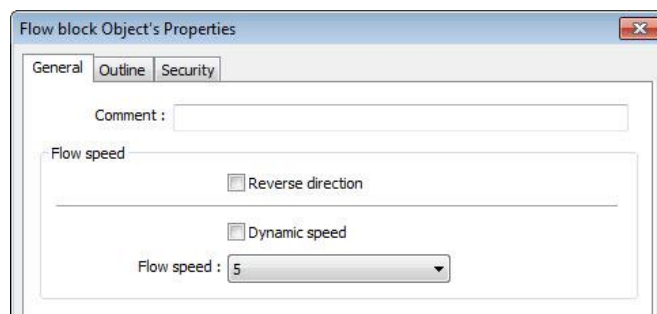 Flow block Object's Properties
General Outline Security
Comment :
Flow speed
Reverse direction
Dynamic speed
Flow speed : 5